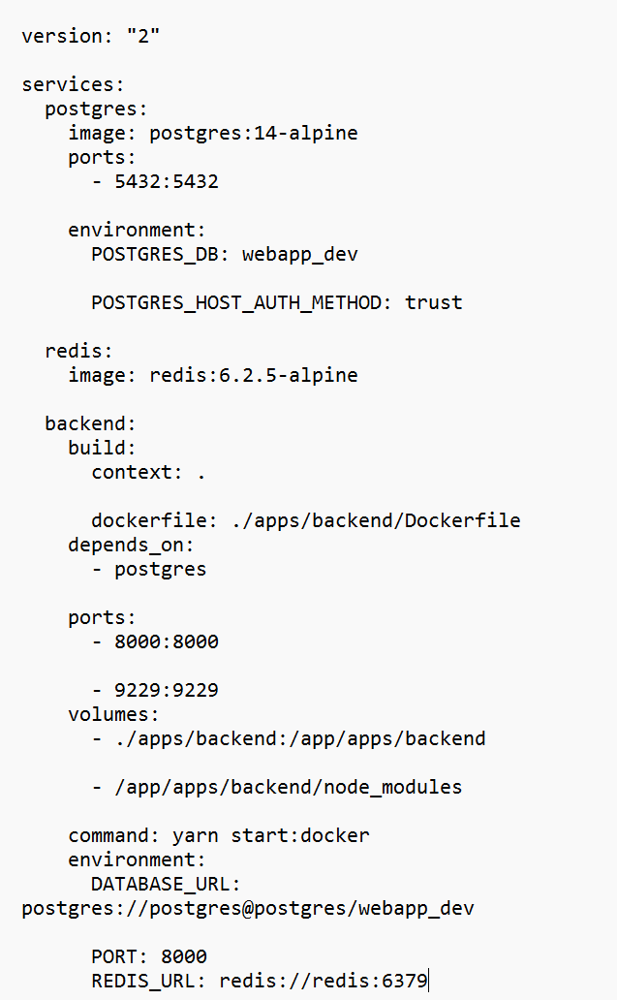 version: "2"

services:
  postgres:
    image: postgres:14-alpine
    ports:
      - 5432:5432

    environment:
      POSTGRES_DB: webapp_dev

      POSTGRES_HOST_AUTH_METHOD: trust

  redis:
    image: redis:6.2.5-alpine

  backend:
    build:
      context: .

      dockerfile: ./apps/backend/Dockerfile
    depends_on:
      - postgres

    ports:
      - 8000:8000

      - 9229:9229
    volumes:
      - ./apps/backend:/app/apps/backend

      - /app/apps/backend/node_modules

    command: yarn start:docker
    environment:
      DATABASE_URL:
postgres://postgres@postgres/webapp_dev

      PORT: 8000
      REDIS_URL: redis://redis:6379